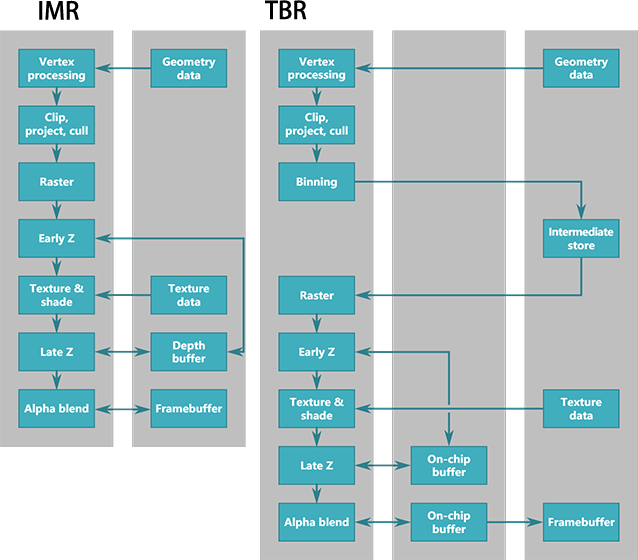 IMR
TBR
Vertex
processing
Geometry
data
Clip,
project, cull
Raster
Early Z
Texture &
shade
Texture
data
Late Z
Depth
buffer
Alpha blend
Framebuffer
Vertex
processing
Geometry
data
Clip,
project, cull
Binning
Intermediate
store
Raster
Early Z
Texture &
shade
Texture
data
Late Z
On-chip
buffer
Alpha blend
On-chip
buffer
Framebuffer